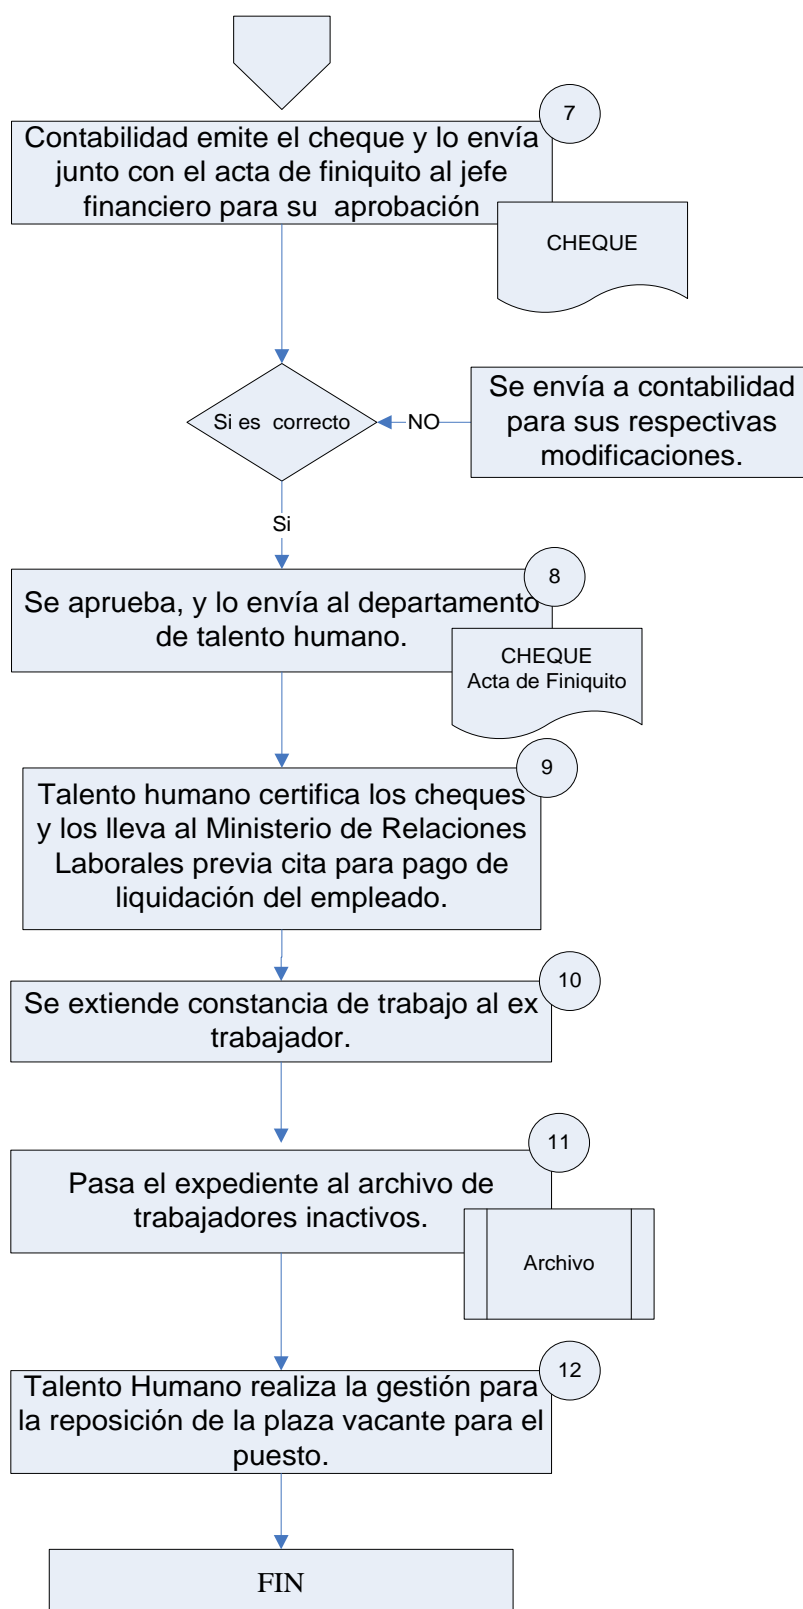 7
Contabilidad emite el cheque y lo envía
junto con el acta de finiquito al jefe
financiero para su aprobación
CHEQUE
Si es correcto
NO
Se envía a contabilidad
para sus respectivas
modificaciones.
Si
8
Se aprueba, y lo envía al departamento
de talento humano.
CHEQUE
Acta de Finiquito
9
Talento humano certifica los cheques
y los lleva al Ministerio de Relaciones
Laborales previa cita para pago de
liquidación del empleado.
10
Se extiende constancia de trabajo al ex
trabajador.
11
Pasa el expediente al archivo de
trabajadores inactivos.
Archivo
12
Talento Humano realiza la gestión para
la reposición de la plaza vacante para el
puesto.
FIN